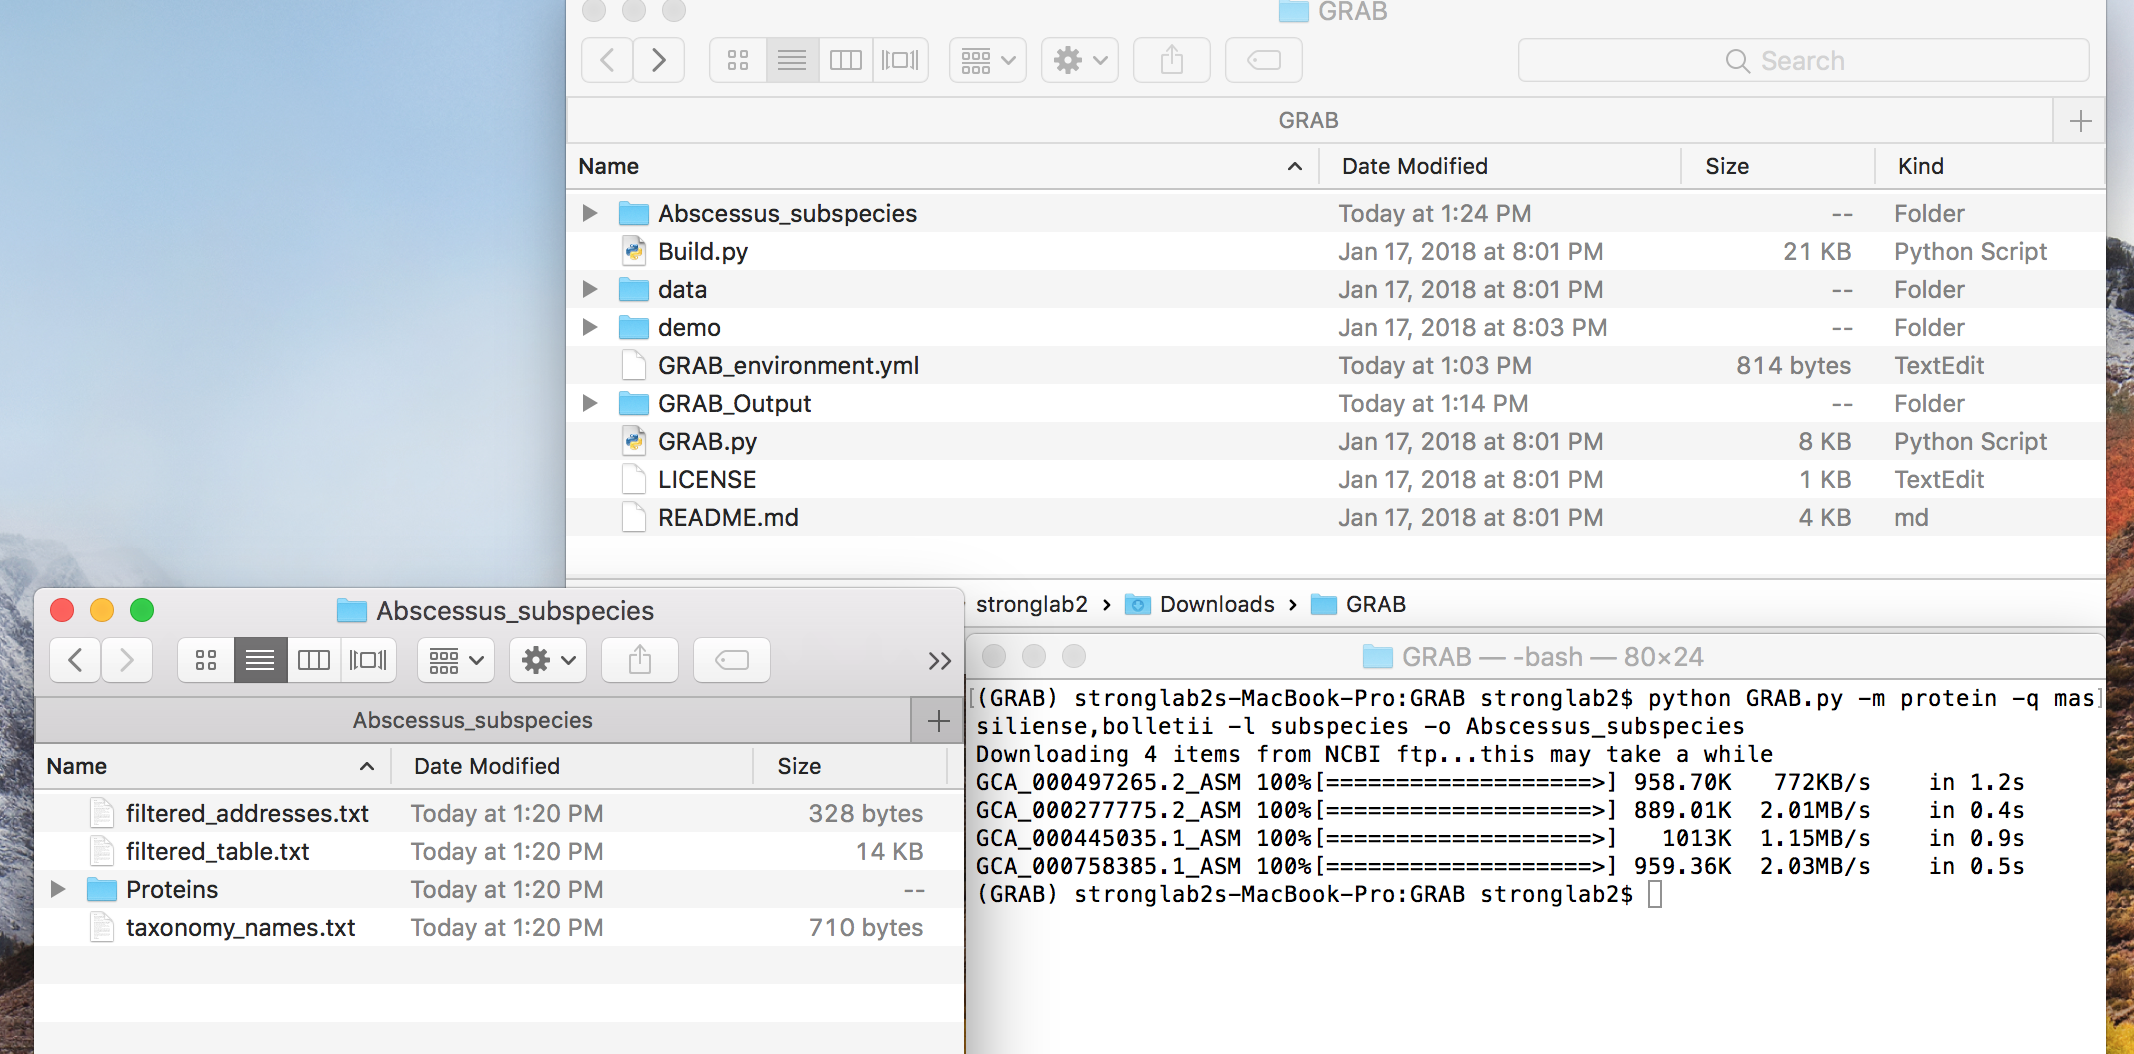 GRAB
Search
GRAB
Name Date Modified Size Kind
Abscessus_subspecies Today at 1:24 PM -- Folder
Build.py Jan 17, 2018 at 8:01 PM 21 KB Python Script
data Jan 17, 2018 at 8:01 PM -- Folder
demo Jan 17, 2018 at 8:03 PM -- Folder
GRAB_environment.yml Today at 1:03 PM 814 bytes TextEdit
GRAB_Output Today at 1:14 PM -- Folder
GRAB.py Jan 17, 2018 at 8:01 PM 8 KB Python Script
LICENSE Jan 17, 2018 at 8:01 PM 1 KB TextEdit
README.md Jan 17, 2018 at 8:01 PM 4 KB md
stronglab2 › Downloads › GRAB
Abscessus_subspecies
Abscessus_subspecies
Name Date Modified Size
filtered_addresses.txt Today at 1:20 PM 328 bytes
filtered_table.txt Today at 1:20 PM 14 KB
Proteins Today at 1:20 PM --
taxonomy_names.txt Today at 1:20 PM 710 bytes
GRAB — -bash — 80×24
[(GRAB) stronglab2s-MacBook-Pro:GRAB stronglab2$ python GRAB.py -m protein -q mas]
siliense,bolletii -l subspecies -o Abscessus_subspecies
Downloading 4 items from NCBI ftp...this may take a while
GCA_000497265.2_ASM 100%[===================>] 958.70K 772KB/s in 1.2s
GCA_000277775.2_ASM 100%[===================>] 889.01K 2.01MB/s in 0.4s
GCA_000445035.1_ASM 100%[===================>] 1013K 1.15MB/s in 0.9s
GCA_000758385.1_ASM 100%[===================>] 959.36K 2.03MB/s in 0.5s
(GRAB) stronglab2s-MacBook-Pro:GRAB stronglab2$